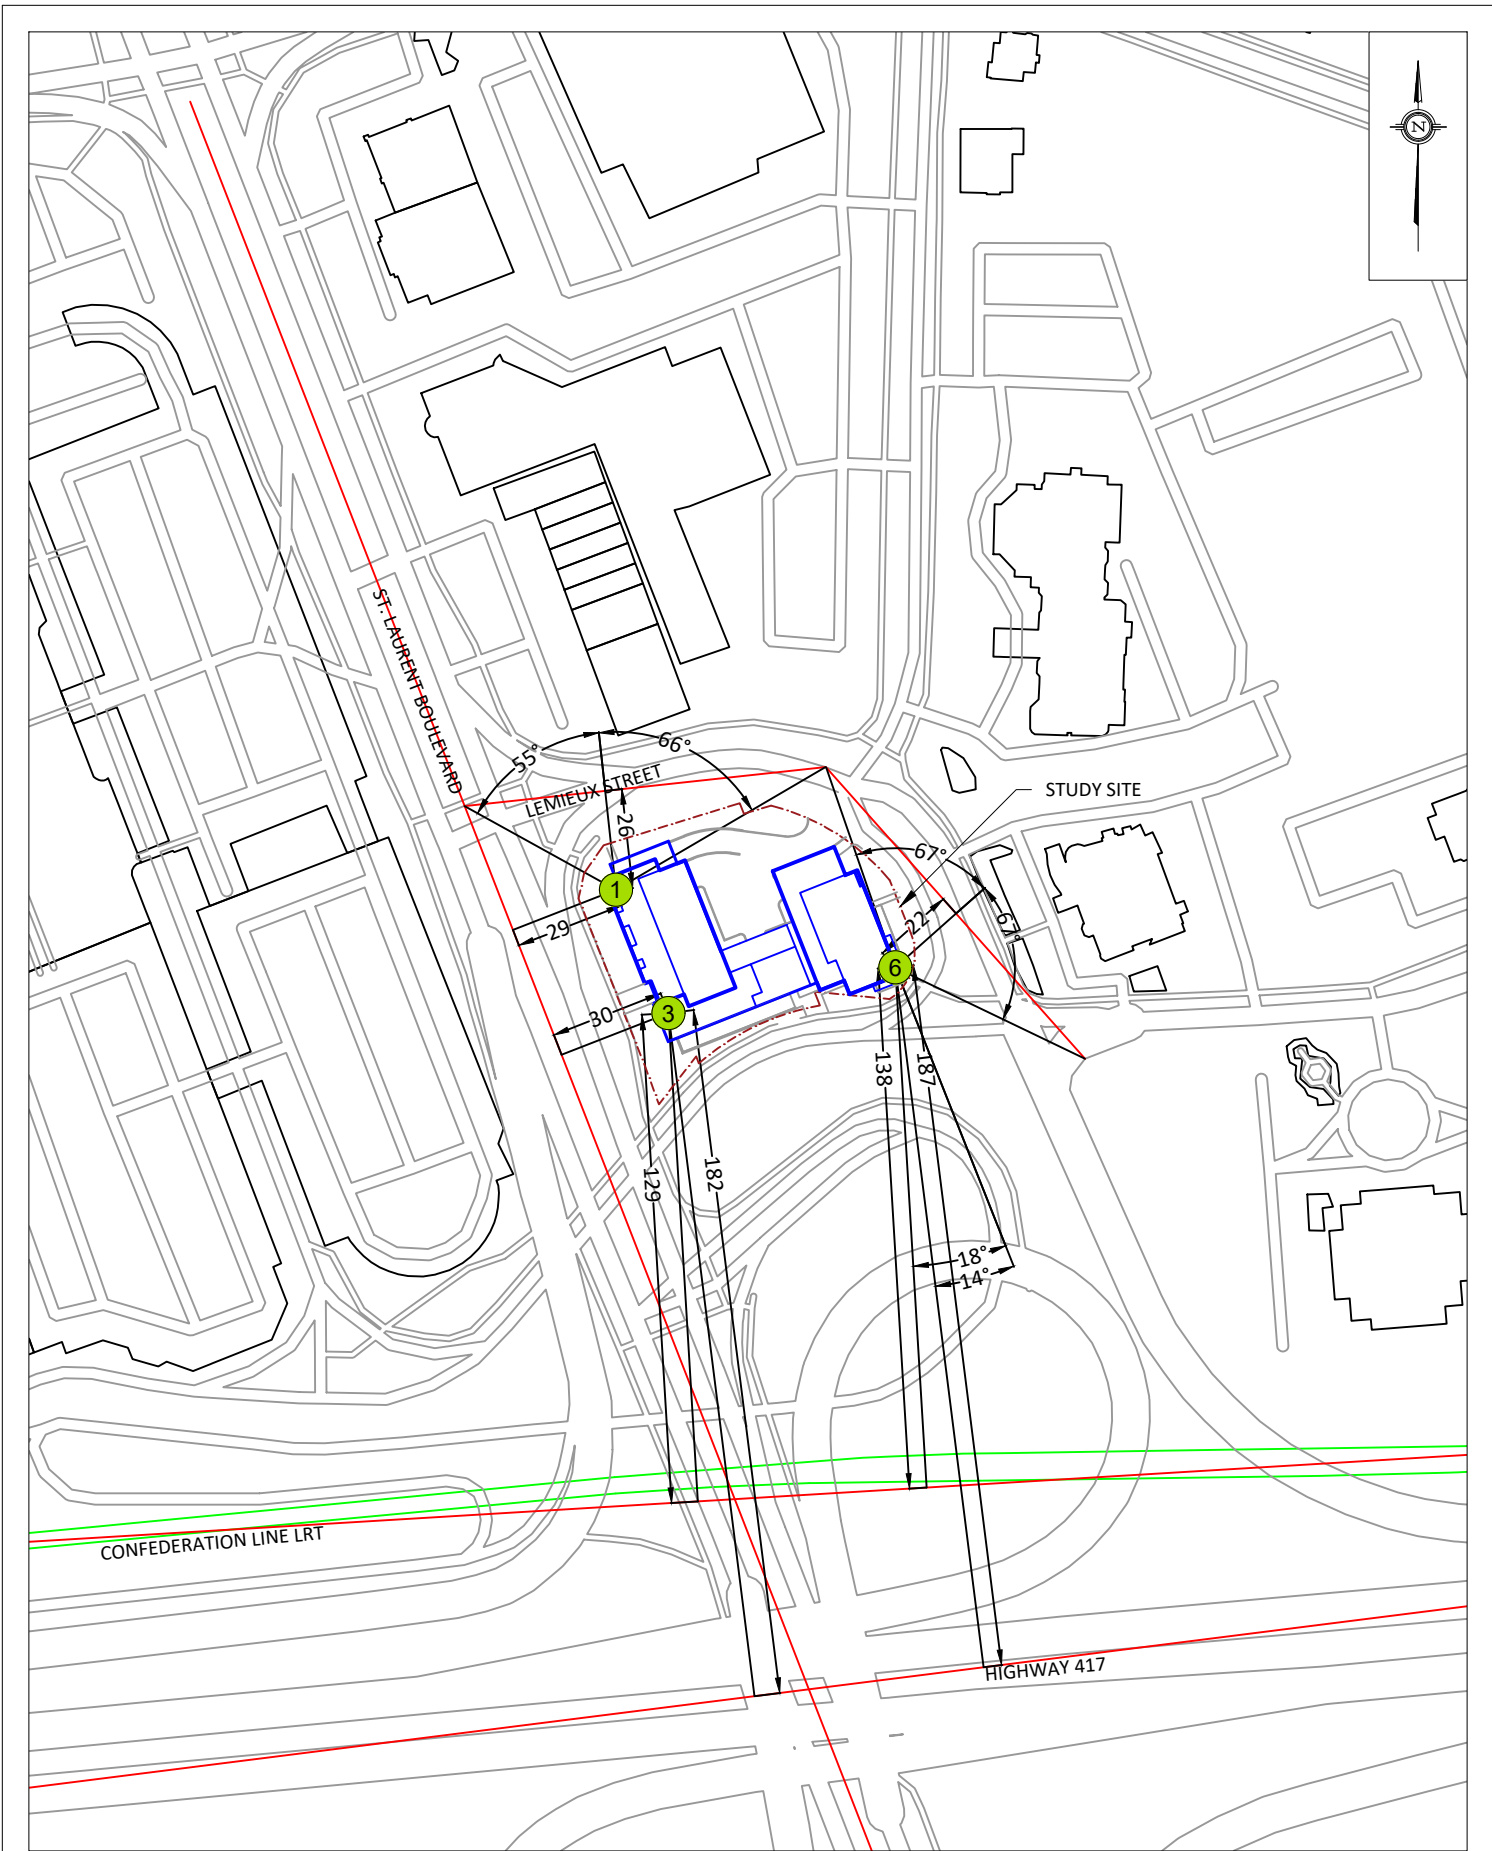 N
ST. LAURENT BOULEVARD
55°
66°
LEMIEUX STREET
STUDY SITE
26
67°
1
22
67°
29
6
30
3
138
187
129
182
18°
14°
CONFEDERATION LINE LRT
HIGHWAY 417